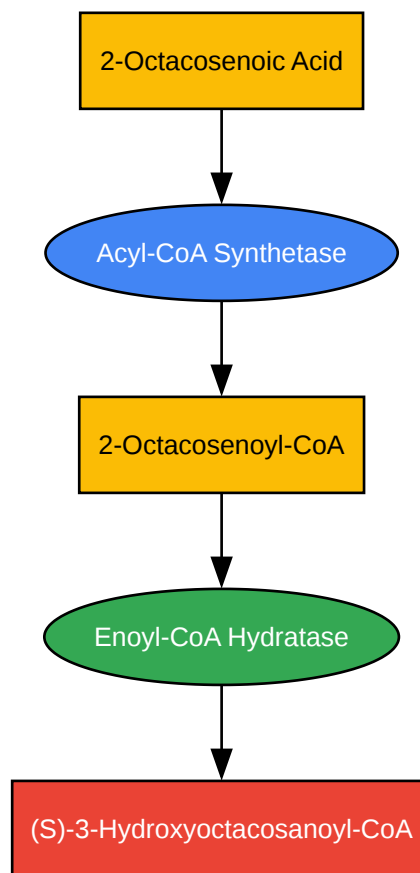 2-Octacosenoic Acid
Acyl-CoA Synthetase
2-Octacosenoyl-CoA
Enoyl-CoA Hydratase
(S)-3-Hydroxyoctacosanoyl-CoA